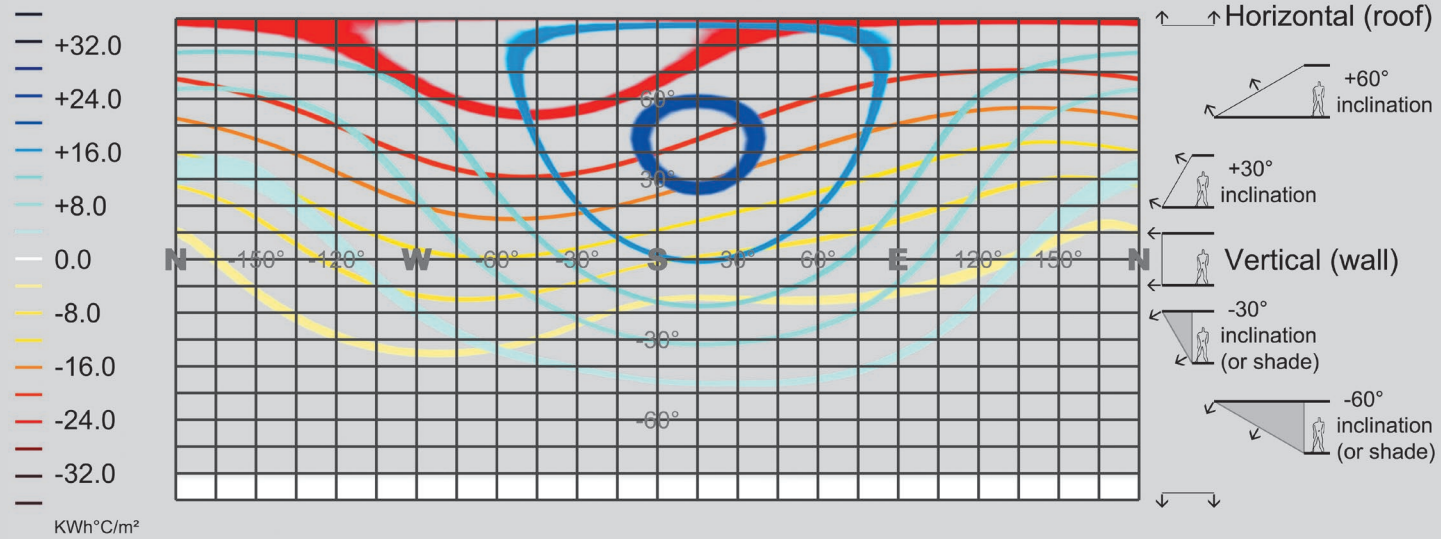 +32.0
+24.0
+16.0
+8.0
0.0
-8.0
-16.0
-24.0
-32.0
KWh°C/m²
60°
30°
N -150° -120° W -60° -30° S 30° 60° E 120° 150° N
-30°
-60°
Horizontal (roof)
+60°
inclination
+30°
inclination
Vertical (wall)
-30°
inclination
(or shade)
-60°
inclination
(or shade)